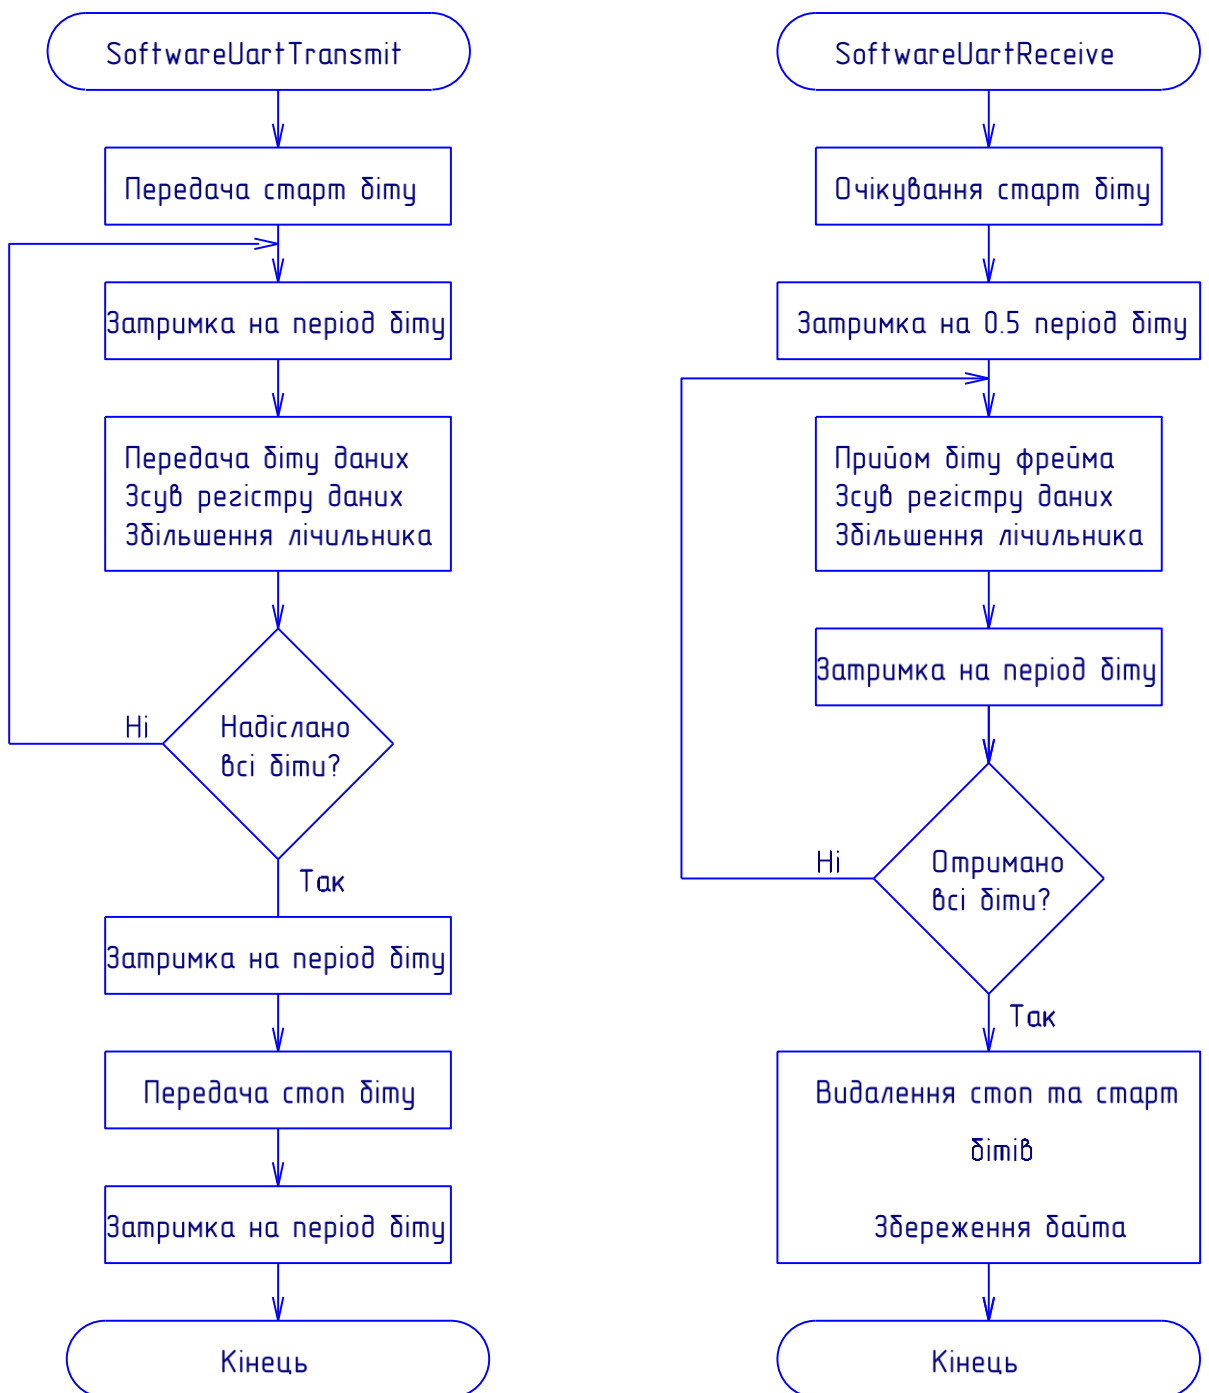 SoftwareUartTransmit
Передача старт біту
Затримка на період біту
Передача біту даних
Зсув регістру даних
Збільшення лічильника
Ні
Надіслано
всі біти?
Так
Затримка на період біту
Передача стоп біту
Затримка на період біту
Кінець
SoftwareUartReceive
Очікування старт біту
Затримка на 0.5 період біту
Прийом біту фрейма
Зсув регістру даних
Збільшення лічильника
Затримка на період біту
Ні
Отримано
всі біти?
Так
Видалення стоп та старт
бітів
Збереження байта
Кінець